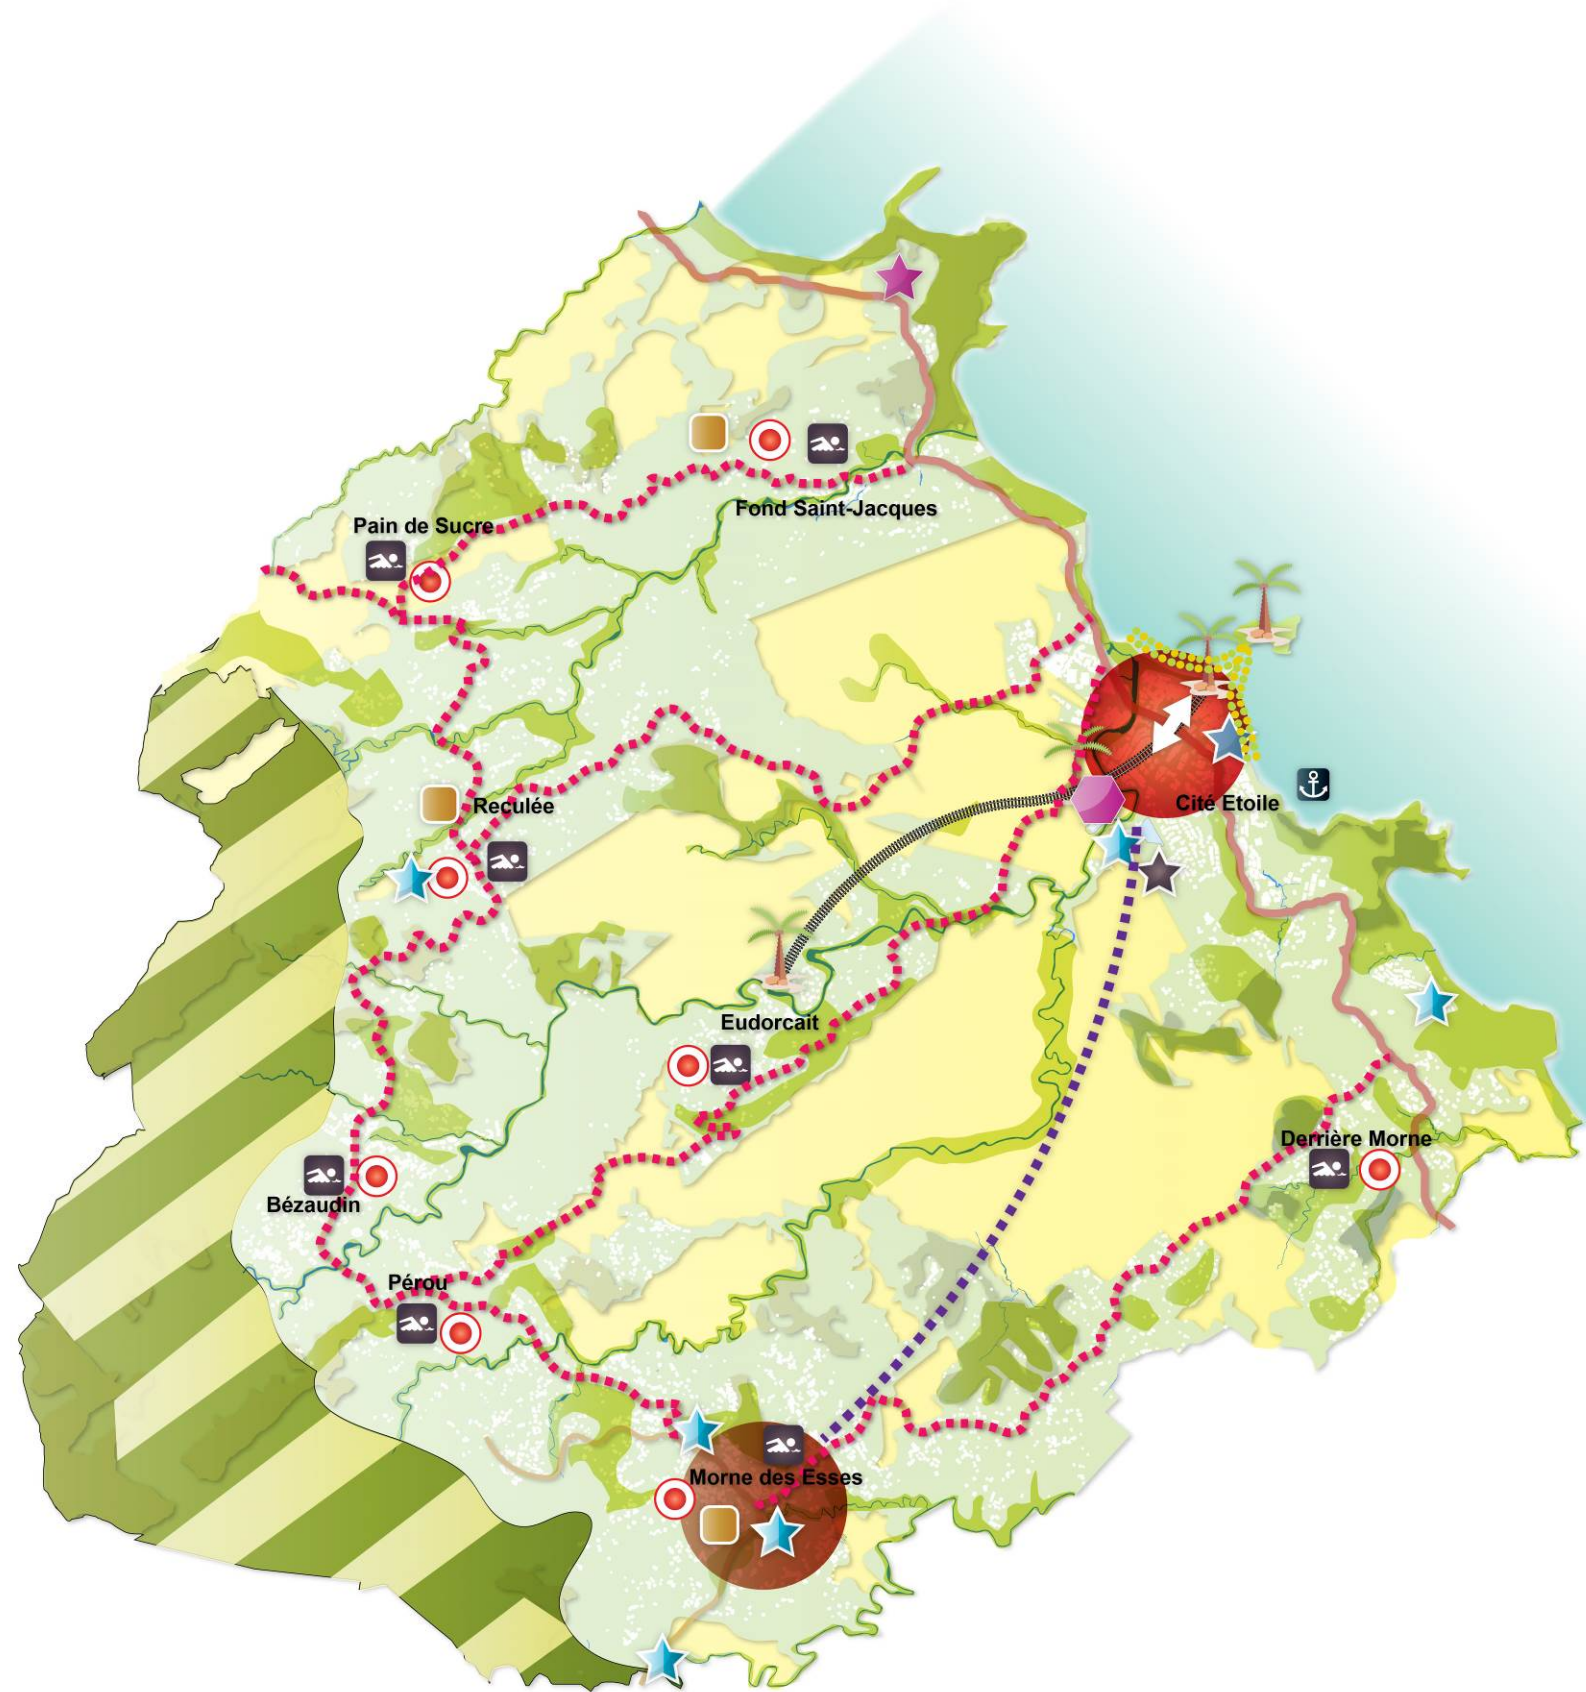 Fond Saint-Jacques
Pain de Sucre
Reculée
Cité Etoile
Eudorcait
Derrière Morne
Bézaudin
Pérou
Morne des Esses